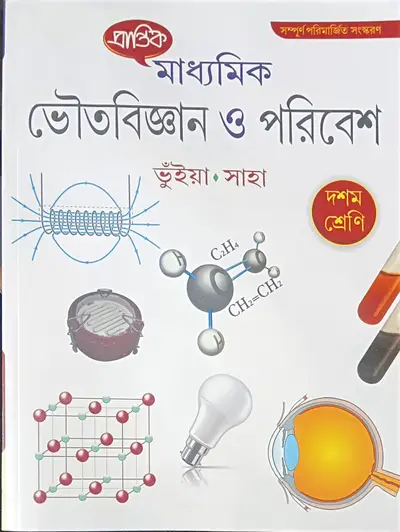 প্রান্তিক
সম্পূর্ণ পরিমার্জিত সংস্করণ
মাধ্যমিক
ভৌতবিজ্ঞান ও পরিবেশ
ভুঁইয়া • সাহা
দশম
শ্রেণি
C₂H₄
CH₂=CH₂